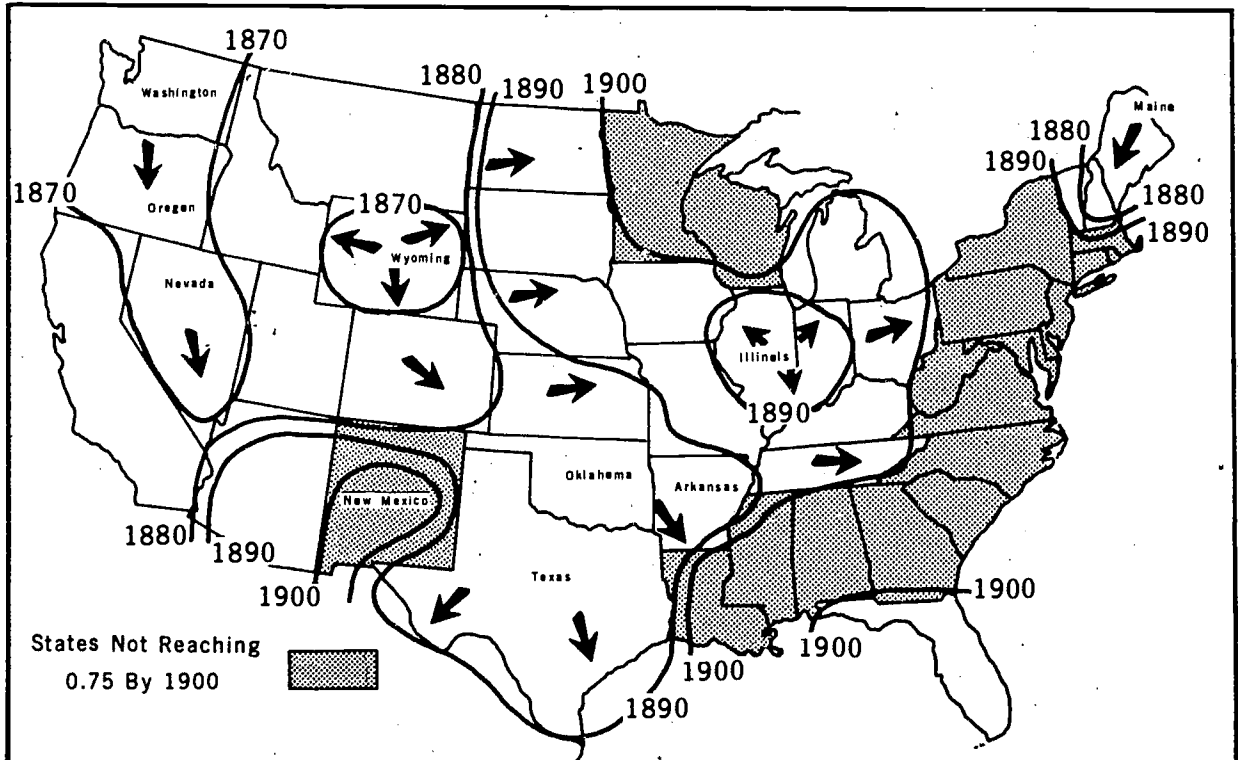 1870
1880
1890
1900
Washington
Maine
1880
1890
1870
1870
1880
Oregon
Wyoming
1890
Nevada
Illinois
1890
Oklahoma
Arkansas
New Mexico
1880
1890
Texas
1900
1900
States Not Reaching
0.75 By 1900
1900
1900
1890